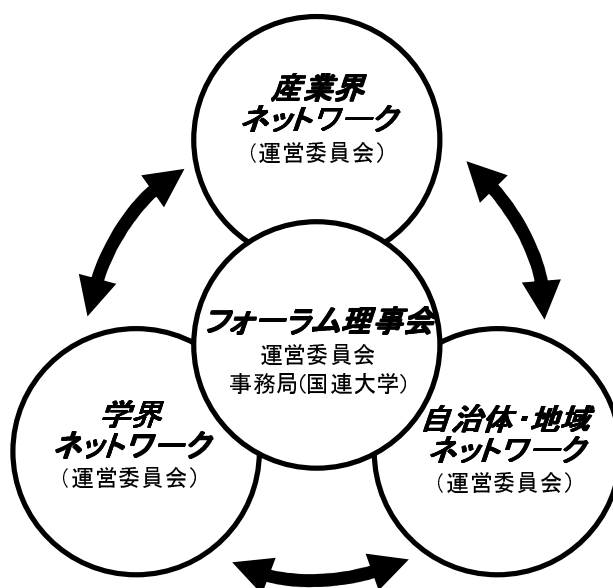 産業界
ネットワーク
(運営委員会)
フォーラム理事会
運営委員会
事務局(国連大学)
学界
ネットワーク
(運営委員会)
自治体・地域
ネットワーク
(運営委員会)